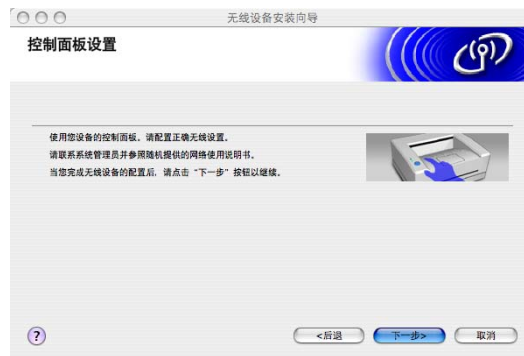 无线设备安装向导
控制面板设置
使用您设备的控制面板。请配置正确无线设置。
请联系系统管理员并参照随机提供的网络使用说明书。
当您完成无线设备的配置后, 请点击 “下一步” 按钮以继续。
?
<后退
下一步>
取消